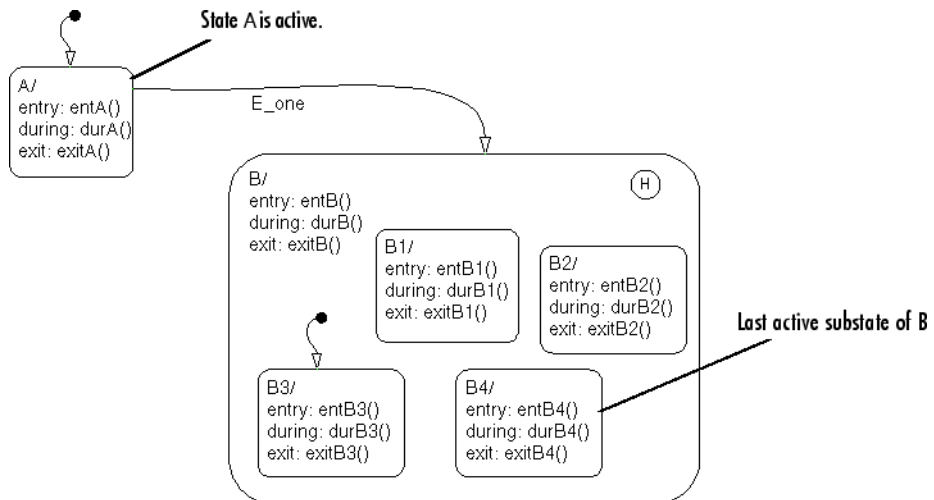 State A is active.
A/
entry: entA()
during: durA()
exit: exitA()
E_one
B/
entry: entB()
during: durB()
exit: exitB()
H
B1/
entry: entB1()
during: durB1()
exit: exitB1()
B2/
entry: entB2()
during: durB2()
exit: exitB2()
Last active substate of B
B3/
entry: entB3()
during: durB3()
exit: exitB3()
B4/
entry: entB4()
during: durB4()
exit: exitB4()